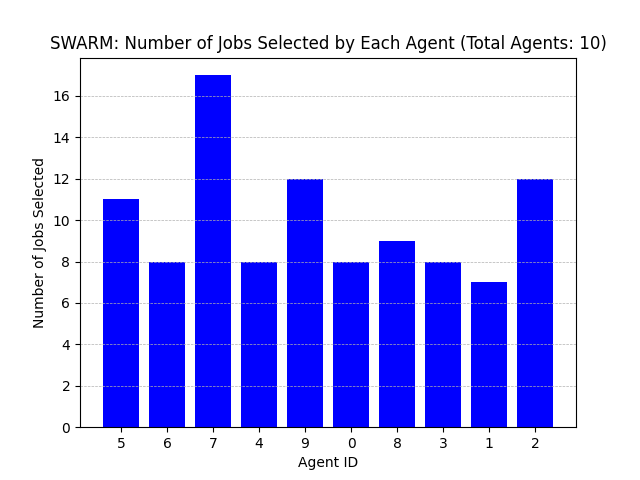 SWARM: Number of Jobs Selected by Each Agent (Total Agents: 10)
Number of Jobs Selected
16
14
12
10
8
6
4
2
0
5 6 7 4 9 0 8 3 1 2
Agent ID